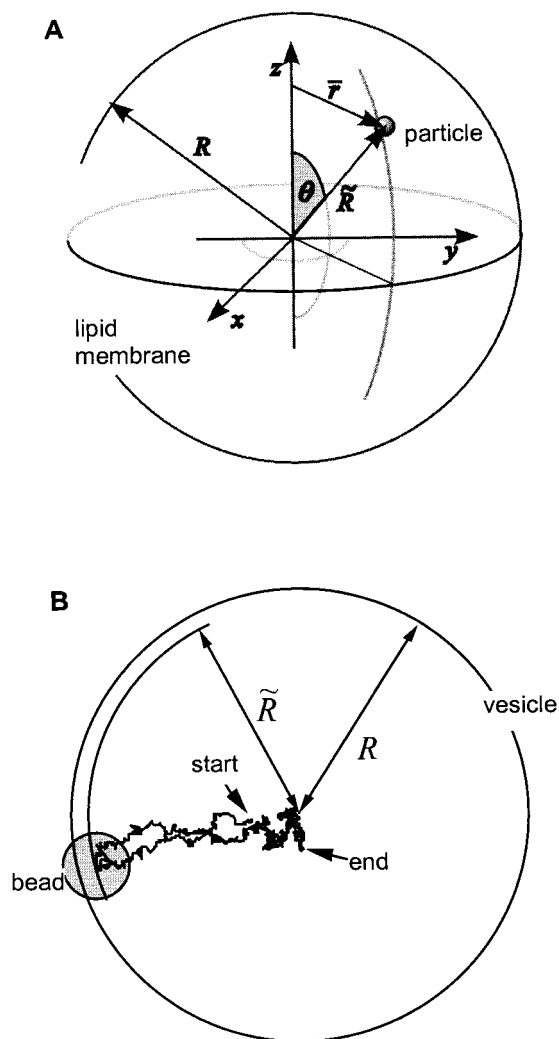 A
z
r̄
particle
R
θ
R̃
y
x
lipid
membrane
B
R̃
R
vesicle
start
end
bead